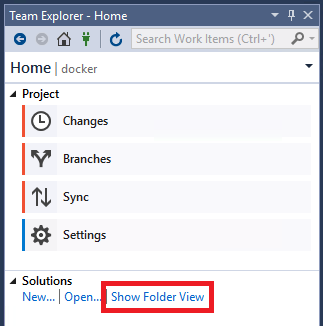 Team Explorer - Home
Search Work Items (Ctrl+')
Home | docker
Project
Changes
Branches
Sync
Settings
Solutions
New... | Open... | Show Folder View